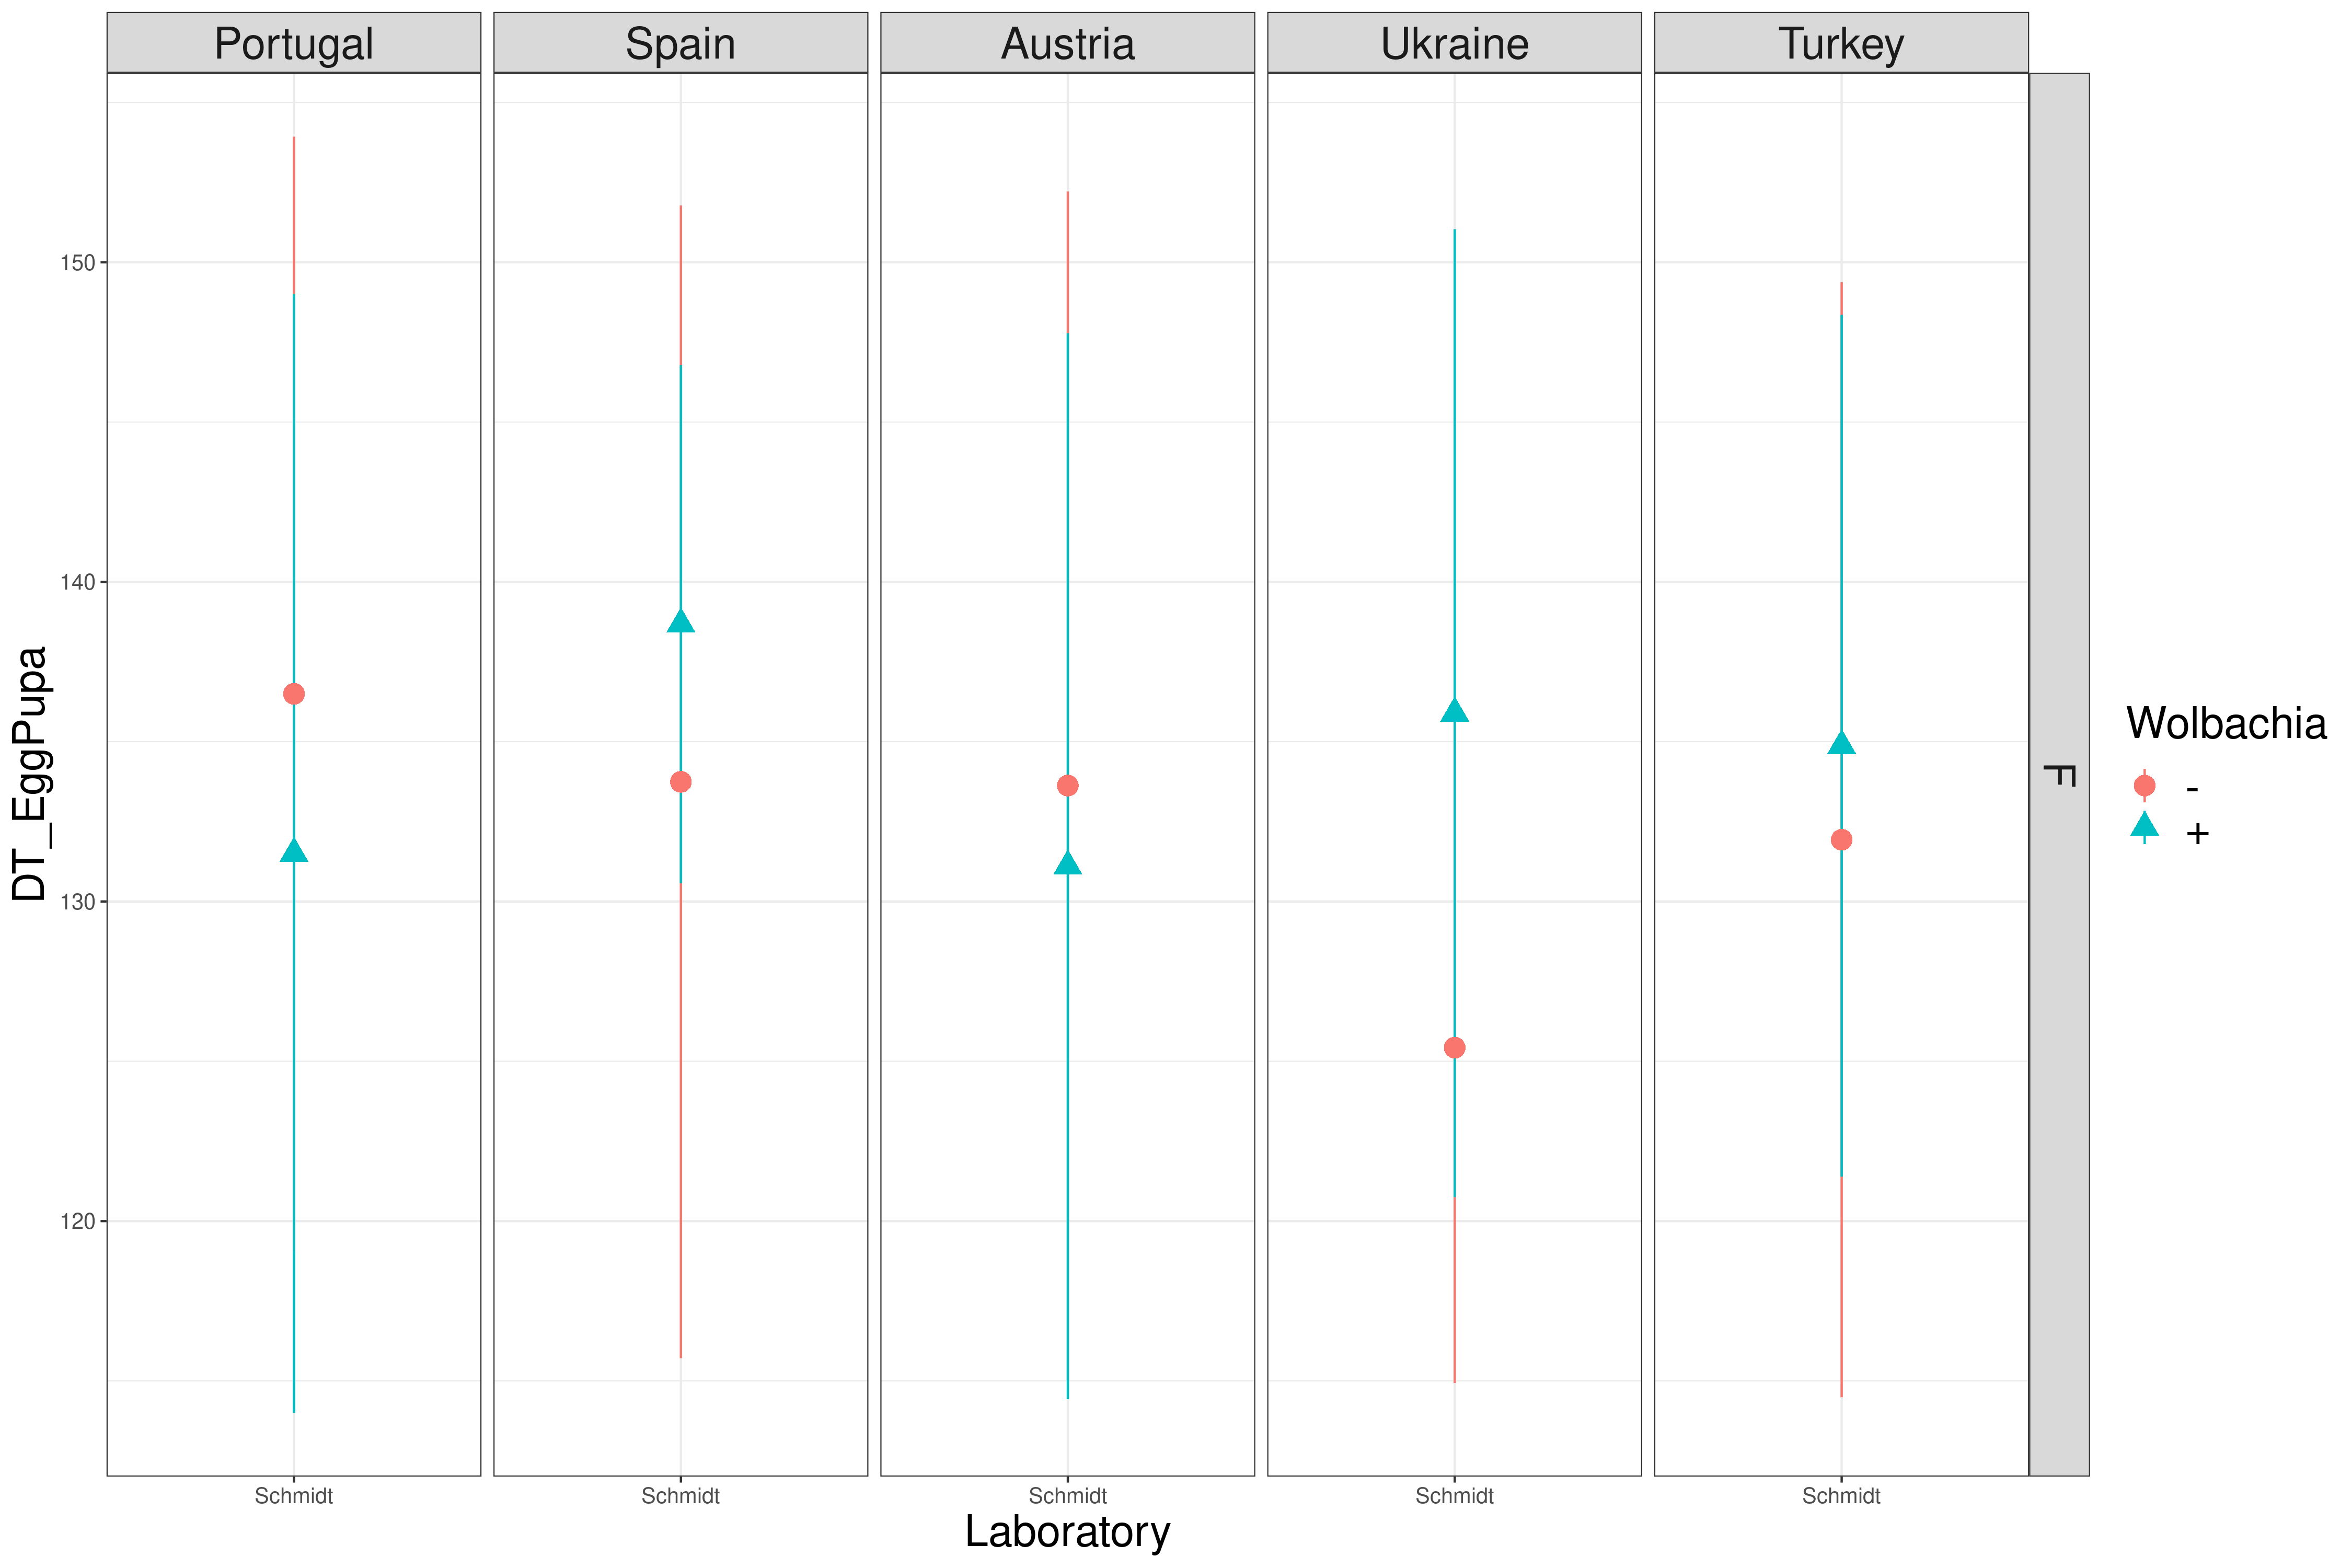 Portugal Spain Austria Ukraine Turkey
150
140
130
120
DT_EggPupa
F
Wolbachia
-
+
Schmidt Schmidt Schmidt Schmidt Schmidt
Laboratory